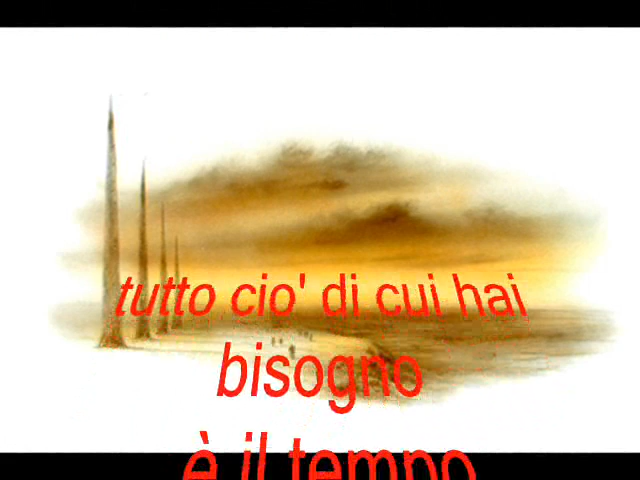 tutto cio' di cui hai
bisogno
è il tempo